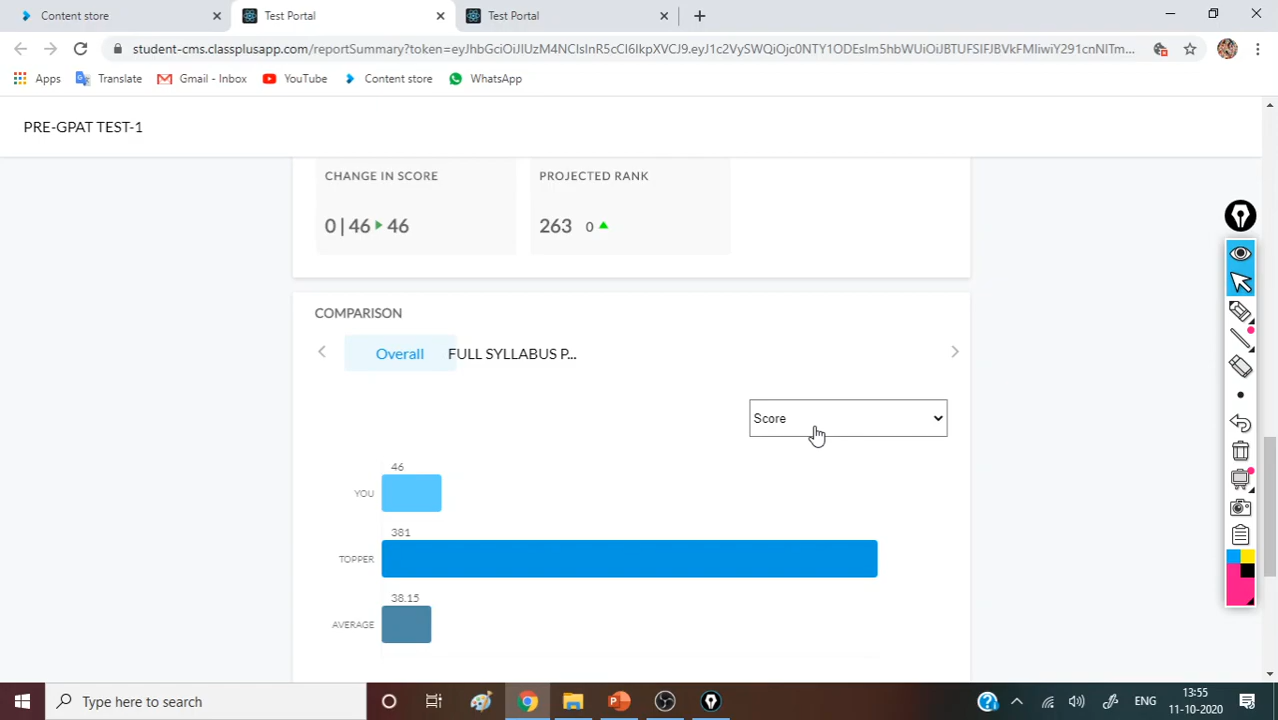 Content store
Test Portal
Test Portal
student-cms.classplusapp.com/reportSummary?token=
Apps
Translate
Gmail - Inbox
YouTube
Content store
WhatsApp
PRE-GPAT TEST-1
CHANGE IN SCORE
PROJECTED RANK
0 | 46 46
263 0
COMPARISON
Overall
FULL SYLLABUS P...
Score
46
YOU
381
TOPPER
38.15
AVERAGE
Type here to search
ENG
13:55
11-10-2020